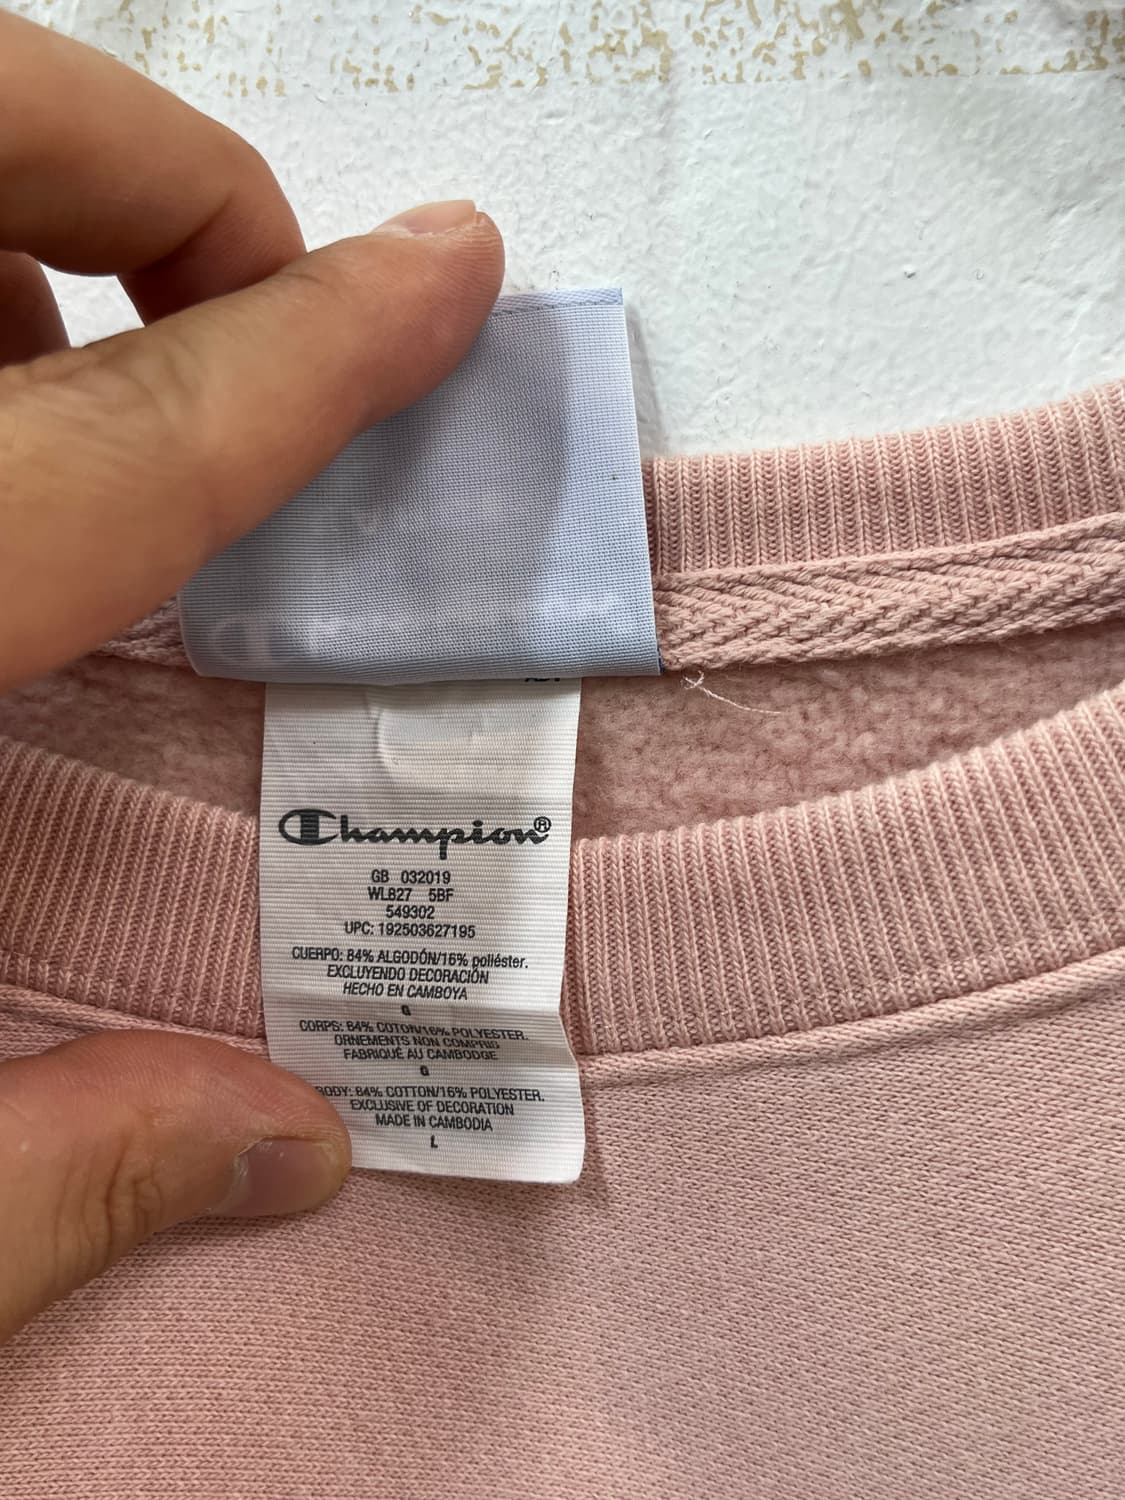 Champion®
GB 032019
WL827 5BF
549302
UPC: 192503627195
CUERPO: 84% ALGODÓN/16% poliéster.
EXCLUYENDO DECORACIÓN
HECHO EN CAMBOYA
G
CORPS: 84% COTON/16% POLYESTER.
ORNEMENTS NON COMPRIS
FABRIQUÉ AU CAMBODGE
G
BODY: 84% COTTON/16% POLYESTER.
EXCLUSIVE OF DECORATION
MADE IN CAMBODIA
L